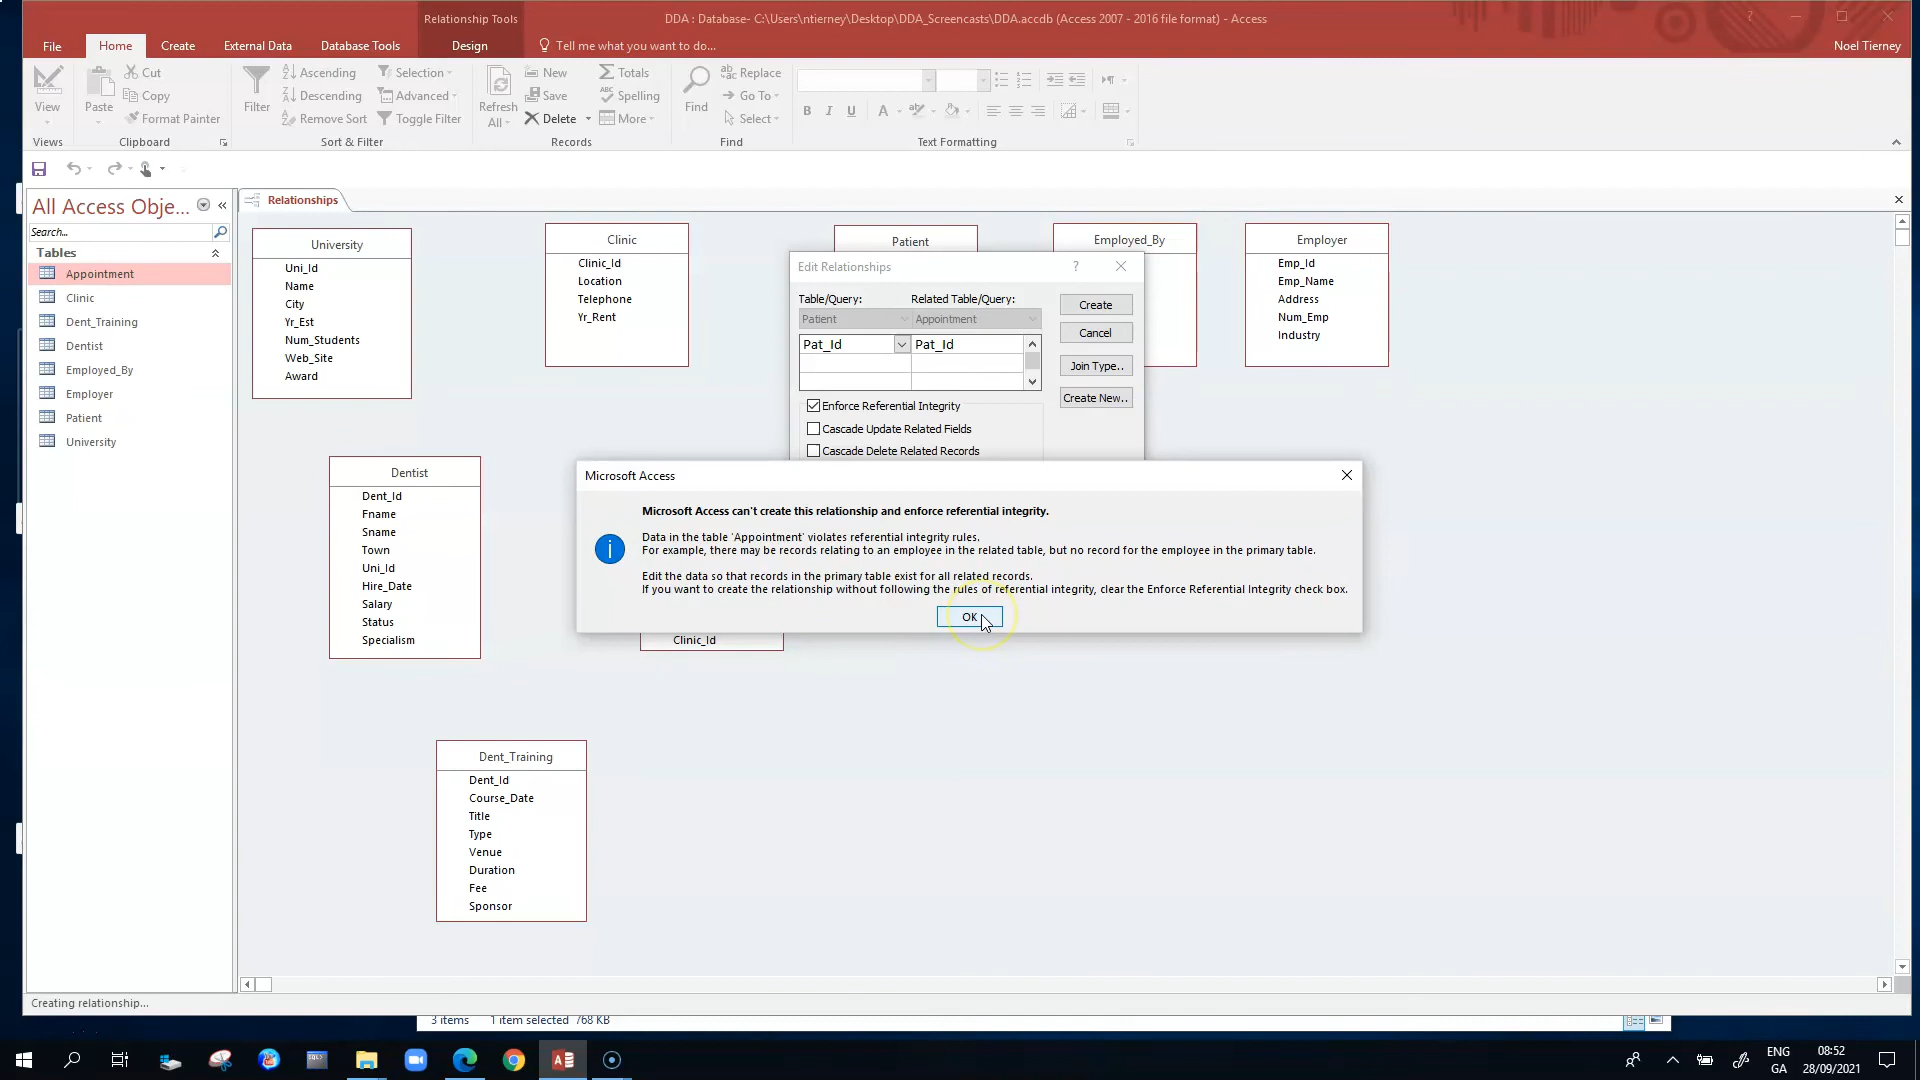 Relationship Tools
DDA : Database- C:\Users\ntierney\Desktop\DDA_Screencasts\DDA.accdb (Access 2007 - 2016 file format) - Access
File
Home
Create
External Data
Database Tools
Design
Tell me what you want to do...
Noel Tierney
View
Paste
Cut
Copy
Format Painter
Filter
Ascending
Descending
Remove Sort
Selection
Advanced
Toggle Filter
Refresh
All
New
Save
Delete
Totals
Spelling
More
Find
Replace
Go To
Select
B I U A
Views
Clipboard
Sort & Filter
Records
Find
Text Formatting
All Access Obje...
Search...
Tables
Appointment
Clinic
Dent_Training
Dentist
Employed_By
Employer
Patient
University
Relationships
University
Uni_Id
Name
City
Yr_Est
Num_Students
Web_Site
Award
Clinic
Clinic_Id
Location
Telephone
Yr_Rent
Patient
Employed_By
Employer
Emp_Id
Emp_Name
Address
Num_Emp
Industry
Edit Relationships
?
Table/Query:
Related Table/Query:
Patient
Appointment
Pat_Id
Pat_Id
Create
Cancel
Join Type..
Create New..
Enforce Referential Integrity
Cascade Update Related Fields
Cascade Delete Related Records
Dentist
Dent_Id
Fname
Sname
Town
Uni_Id
Hire_Date
Salary
Status
Specialism
Microsoft Access
Microsoft Access can't create this relationship and enforce referential integrity.
Data in the table 'Appointment' violates referential integrity rules.
For example, there may be records relating to an employee in the related table, but no record for the employee in the primary table.
Edit the data so that records in the primary table exist for all related records.
If you want to create the relationship without following the rules of referential integrity, clear the Enforce Referential Integrity check box.
OK
Clinic_Id
Dent_Training
Dent_Id
Course_Date
Title
Type
Venue
Duration
Fee
Sponsor
Creating relationship...
3 items
1 item selected 768 KB
ENG
GA
08:52
28/09/2021